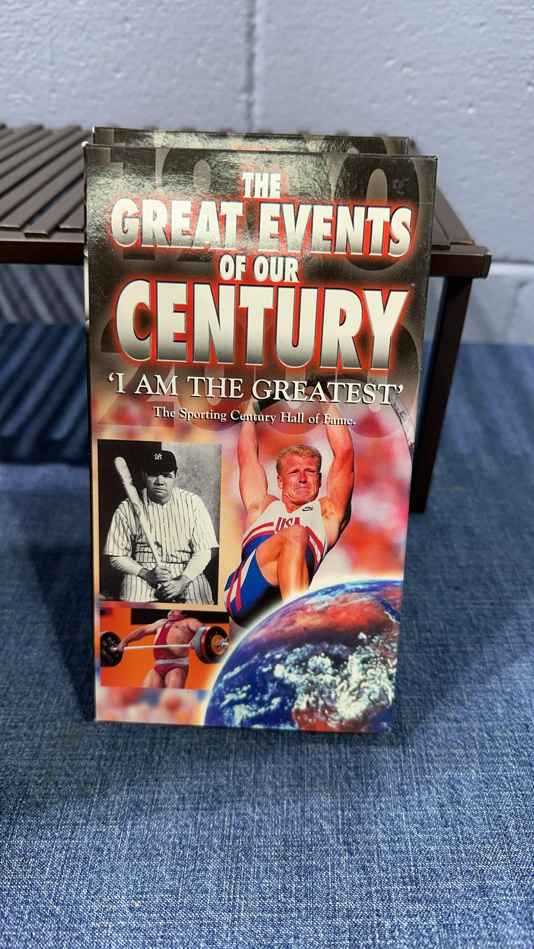 THE
GREAT EVENTS
OF OUR
CENTURY
'I AM THE GREATEST'
The Sporting Century Hall of Fame.
USA